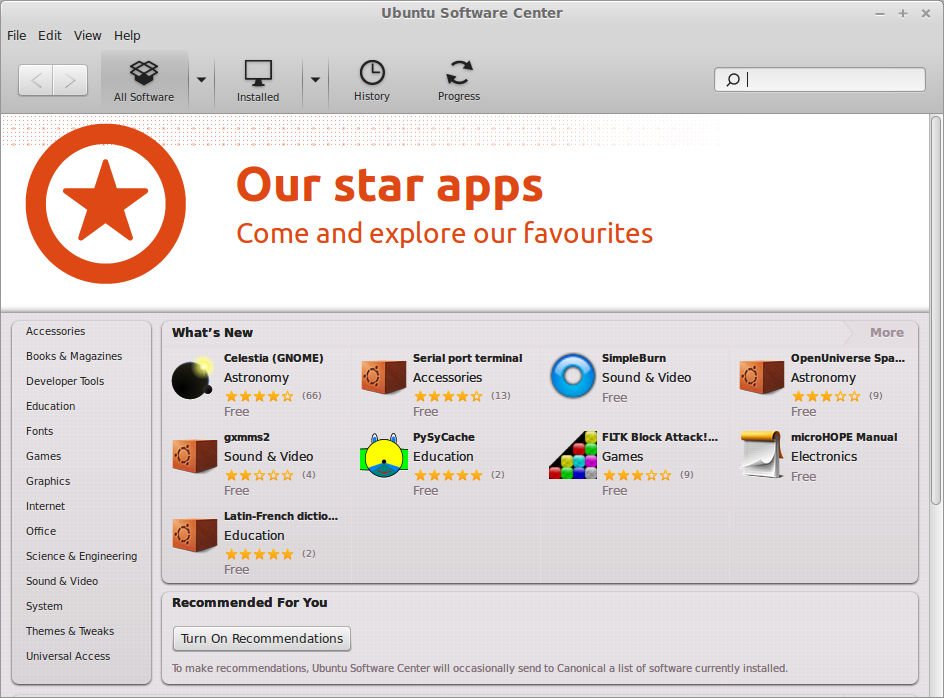 Ubuntu Software Center
File Edit View Help
All Software Installed History Progress
Our star apps
Come and explore our favourites
Accessories
Books & Magazines
Developer Tools
Education
Fonts
Games
Graphics
Internet
Office
Science & Engineering
Sound & Video
System
Themes & Tweaks
Universal Access
What's New More
Celestia (GNOME)
Astronomy
(66)
Free
Serial port terminal
Accessories
(13)
Free
SimpleBurn
Sound & Video
Free
OpenUniverse Spa...
Astronomy
(9)
Free
gxmms2
Sound & Video
(4)
Free
PySyCache
Education
(2)
Free
FLTK Block Attack!...
Games
(9)
Free
microHOPE Manual
Electronics
Free
Latin-French dictio...
Education
(2)
Free
Recommended For You
Turn On Recommendations
To make recommendations, Ubuntu Software Center will occasionally send to Canonical a list of software currently installed.